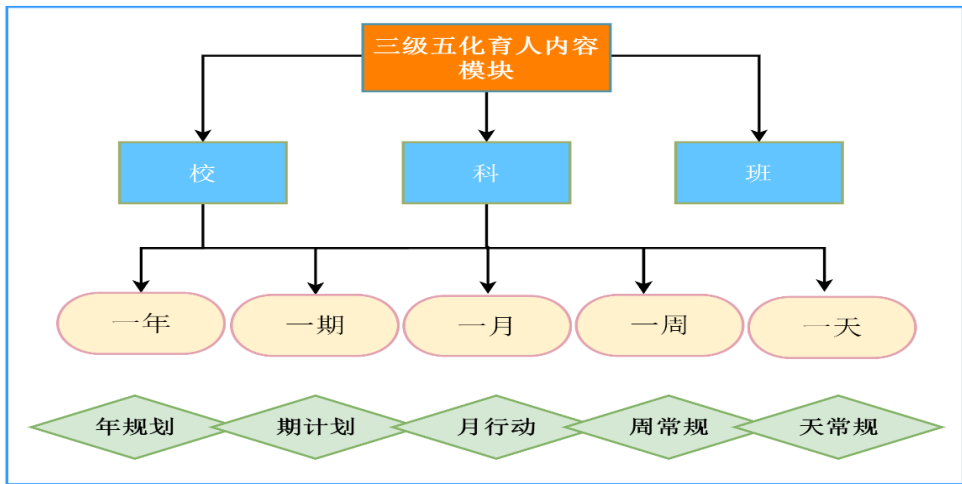 三级五化育人内容
模块
校
科
班
一年
一期
一月
一周
一天
年规划
期计划
月行动
周常规
天常规